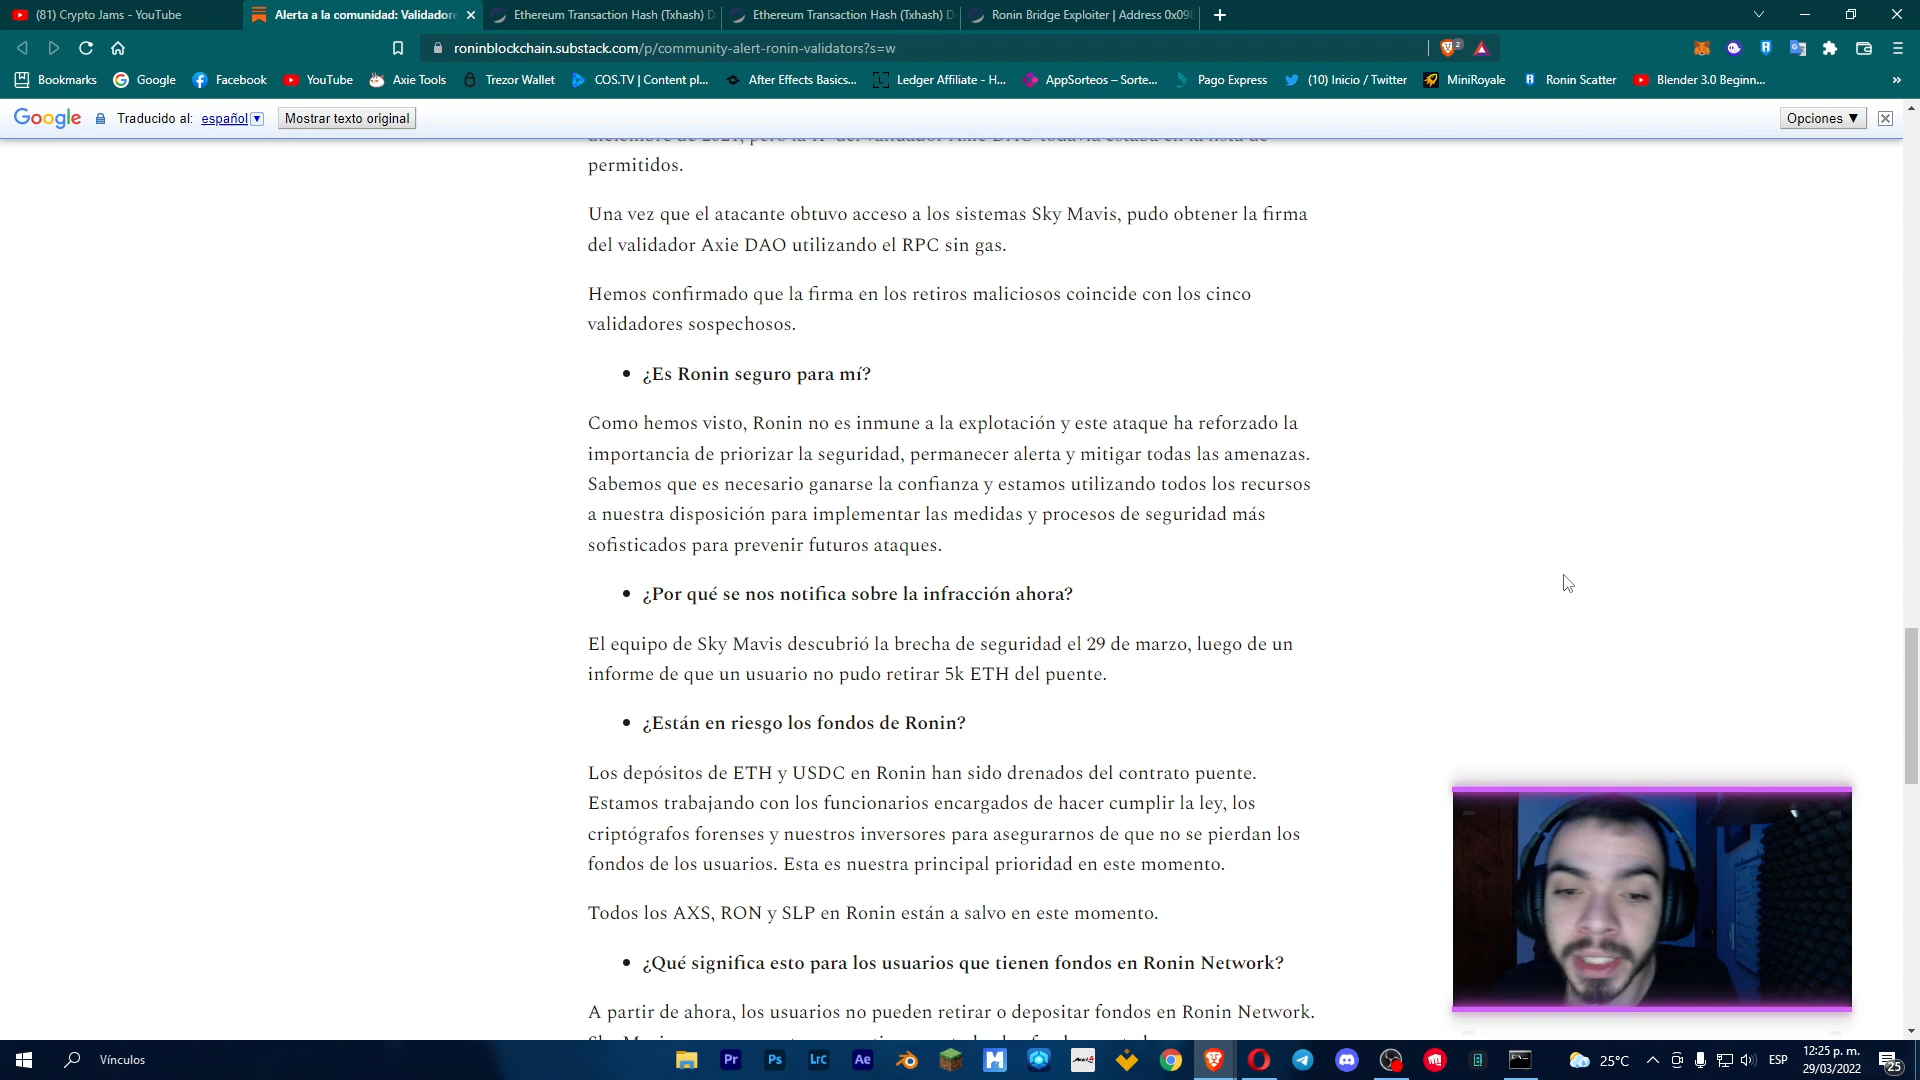 (81) Crypto Jams - YouTube
Alerta a la comunidad: Validadore
Ethereum Transaction Hash (Txhash) D
Ethereum Transaction Hash (Txhash) D
Ronin Bridge Exploiter | Address 0x098
roninblockchain.substack.com/p/community-alert-ronin-validators?s=w
2
Bookmarks
Google
Facebook
YouTube
Axie Tools
Trezor Wallet
COS.TV | Content pl...
After Effects Basics...
Ledger Affiliate - H...
AppSorteos – Sorte...
Pago Express
(10) Inicio / Twitter
MiniRoyale
Ronin Scatter
Blender 3.0 Beginn...
»
Google Traducido al: español Mostrar texto original
Opciones ▼
permitidos.
Una vez que el atacante obtuvo acceso a los sistemas Sky Mavis, pudo obtener la firma
del validador Axie DAO utilizando el RPC sin gas.
Hemos confirmado que la firma en los retiros maliciosos coincide con los cinco
validadores sospechosos.
• ¿Es Ronin seguro para mí?
Como hemos visto, Ronin no es inmune a la explotación y este ataque ha reforzado la
importancia de priorizar la seguridad, permanecer alerta y mitigar todas las amenazas.
Sabemos que es necesario ganarse la confianza y estamos utilizando todos los recursos
a nuestra disposición para implementar las medidas y procesos de seguridad más
sofisticados para prevenir futuros ataques.
• ¿Por qué se nos notifica sobre la infracción ahora?
El equipo de Sky Mavis descubrió la brecha de seguridad el 29 de marzo, luego de un
informe de que un usuario no pudo retirar 5k ETH del puente.
• ¿Están en riesgo los fondos de Ronin?
Los depósitos de ETH y USDC en Ronin han sido drenados del contrato puente.
Estamos trabajando con los funcionarios encargados de hacer cumplir la ley, los
criptógrafos forenses y nuestros inversores para asegurarnos de que no se pierdan los
fondos de los usuarios. Esta es nuestra principal prioridad en este momento.
Todos los AXS, RON y SLP en Ronin están a salvo en este momento.
• ¿Qué significa esto para los usuarios que tienen fondos en Ronin Network?
A partir de ahora, los usuarios no pueden retirar o depositar fondos en Ronin Network.
Vínculos
Pr
Ps
Lrc
Ae
25°C
ESP
12:25 p. m.
29/03/2022
25